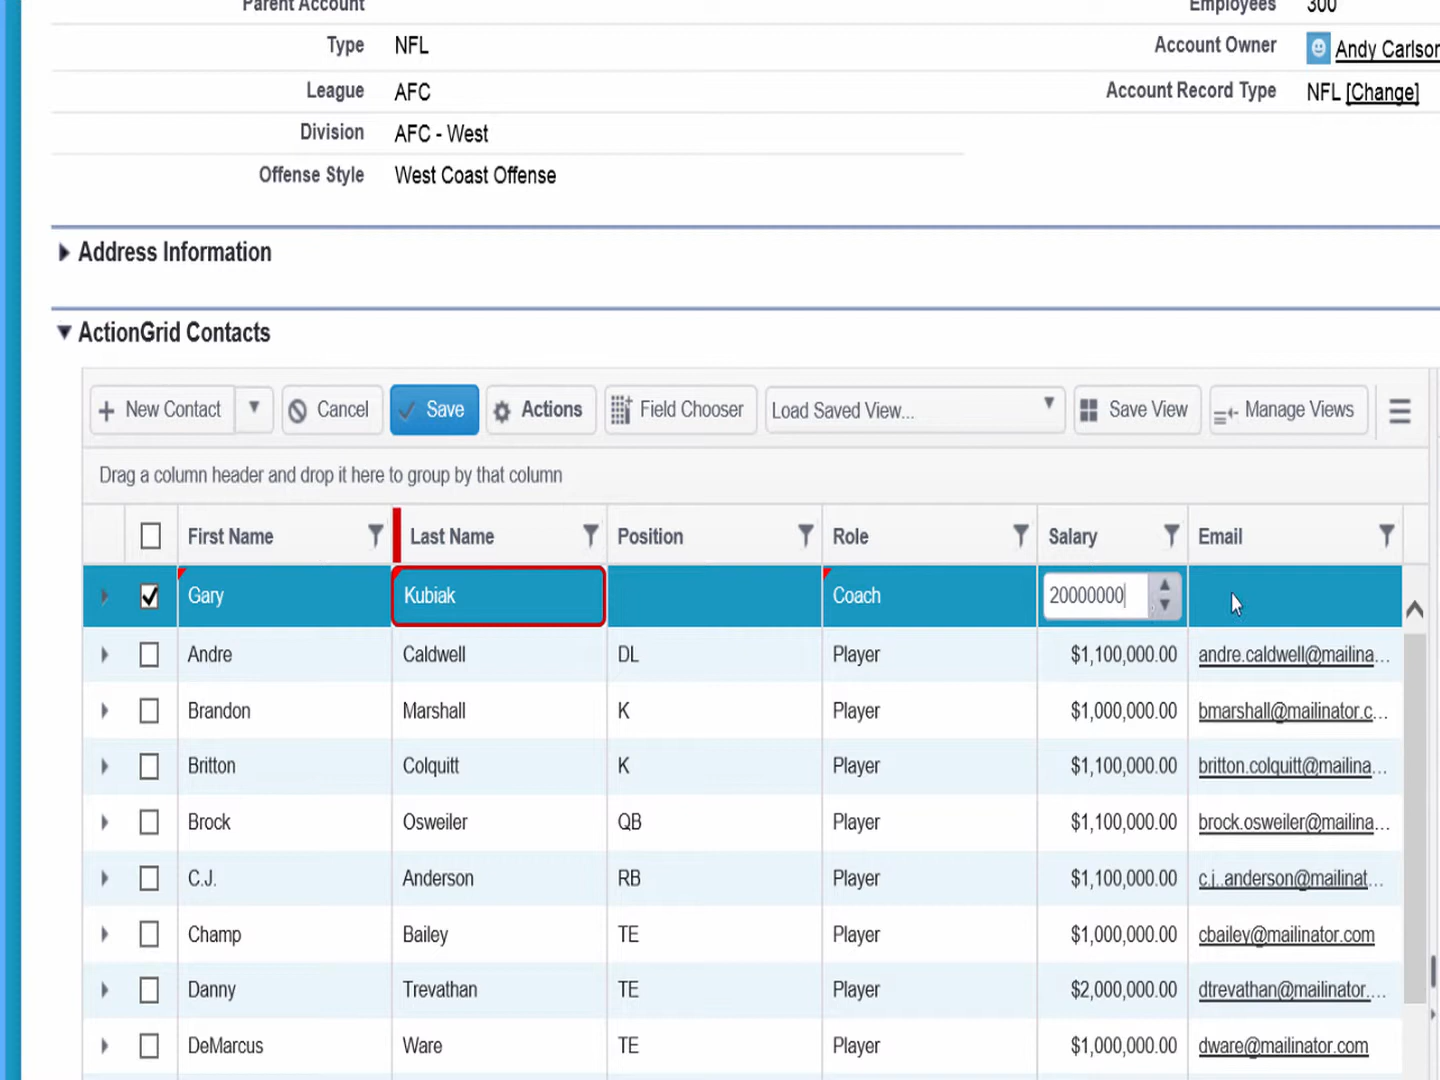 Parent Account
Employees 300
Type NFL
Account Owner Andy Carlson
League AFC
Account Record Type NFL [Change]
Division AFC - West
Offense Style West Coast Offense
Address Information
ActionGrid Contacts
New Contact Cancel Save Actions Field Chooser Load Saved View... Save View Manage Views
Drag a column header and drop it here to group by that column
First Name Last Name Position Role Salary Email
Gary Kubiak Coach 20000000
Andre Caldwell DL Player $1,100,000.00 andre.caldwell@mailina...
Brandon Marshall K Player $1,000,000.00 bmarshall@mailinator.c...
Britton Colquitt K Player $1,100,000.00 britton.colquitt@mailina...
Brock Osweiler QB Player $1,100,000.00 brock.osweiler@mailina...
C.J. Anderson RB Player $1,100,000.00 c.j..anderson@mailinat...
Champ Bailey TE Player $1,000,000.00 cbailey@mailinator.com
Danny Trevathan TE Player $2,000,000.00 dtrevathan@mailinator....
DeMarcus Ware TE Player $1,000,000.00 dware@mailinator.com